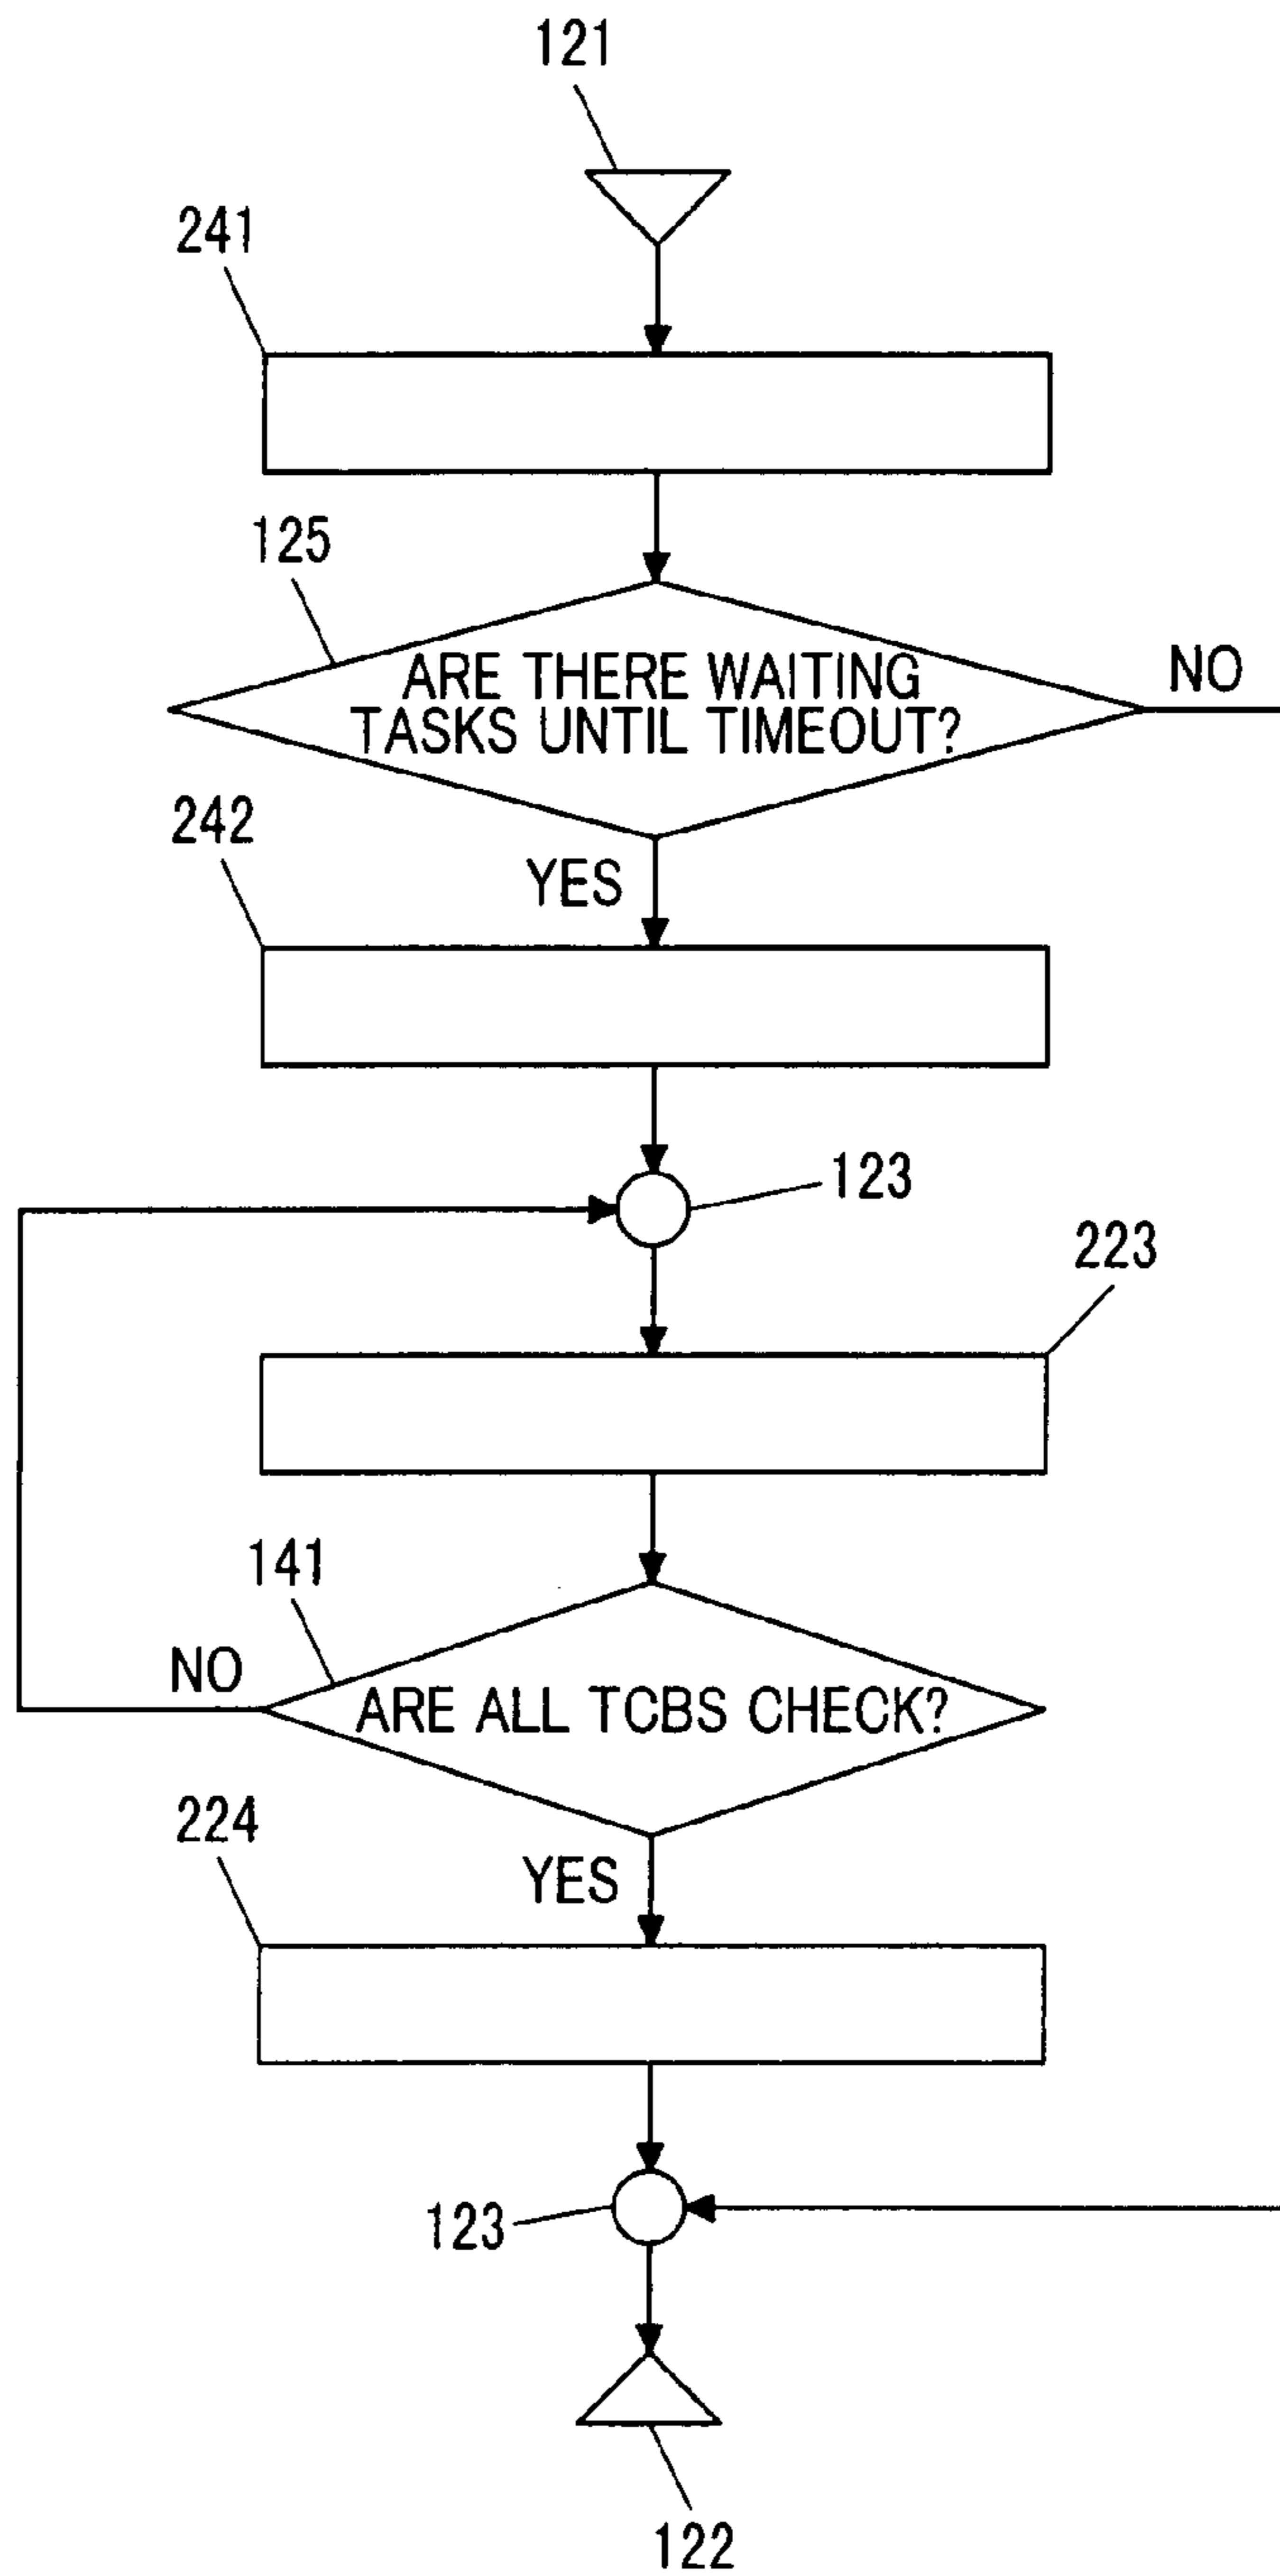 121
241
125
ARE THERE WAITING
TASKS UNTIL TIMEOUT?
NO
242
YES
123
223
141
NO
ARE ALL TCBS CHECK?
224
YES
123
122